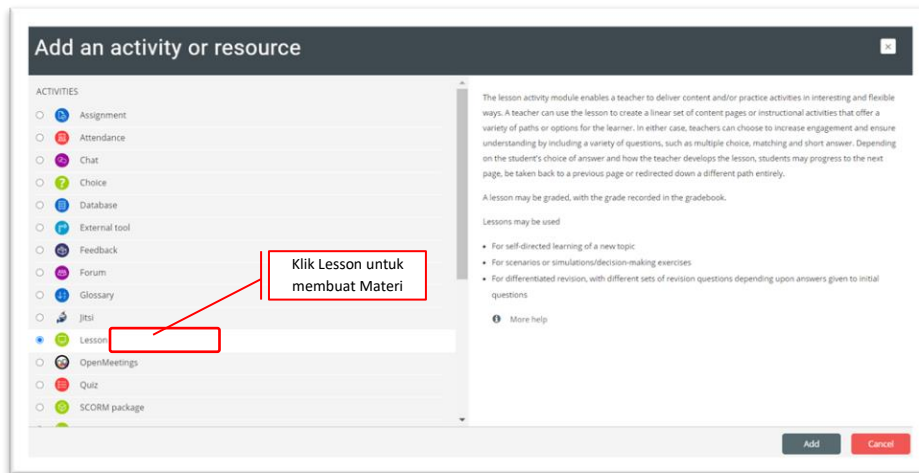 Add an activity or resource
ACTIVITIES
Assignment
Attendance
Chat
Choice
Database
External tool
Feedback
Forum
Glossary
Jitsi
Lesson
OpenMeetings
Quiz
SCORM package
Klik Lesson untuk
membuat Materi
The lesson activity module enables a teacher to deliver content and/or practice activities in interesting and flexible
ways. A teacher can use the lesson to create a linear set of content pages or instructional activities that offer a
variety of paths or options for the learner. In either case, teachers can choose to increase engagement and ensure
understanding by including a variety of questions, such as multiple choice, matching and short answer. Depending
on the student's choice of answer and how the teacher develops the lesson, students may progress to the next
page, be taken back to a previous page or redirected down a different path entirely.
A lesson may be graded, with the grade recorded in the gradebook.
Lessons may be used
• For self-directed learning of a new topic
• For scenarios or simulations/decision-making exercises
• For differentiated revision, with different sets of revision questions depending upon answers given to initial
questions
More help
Add
Cancel